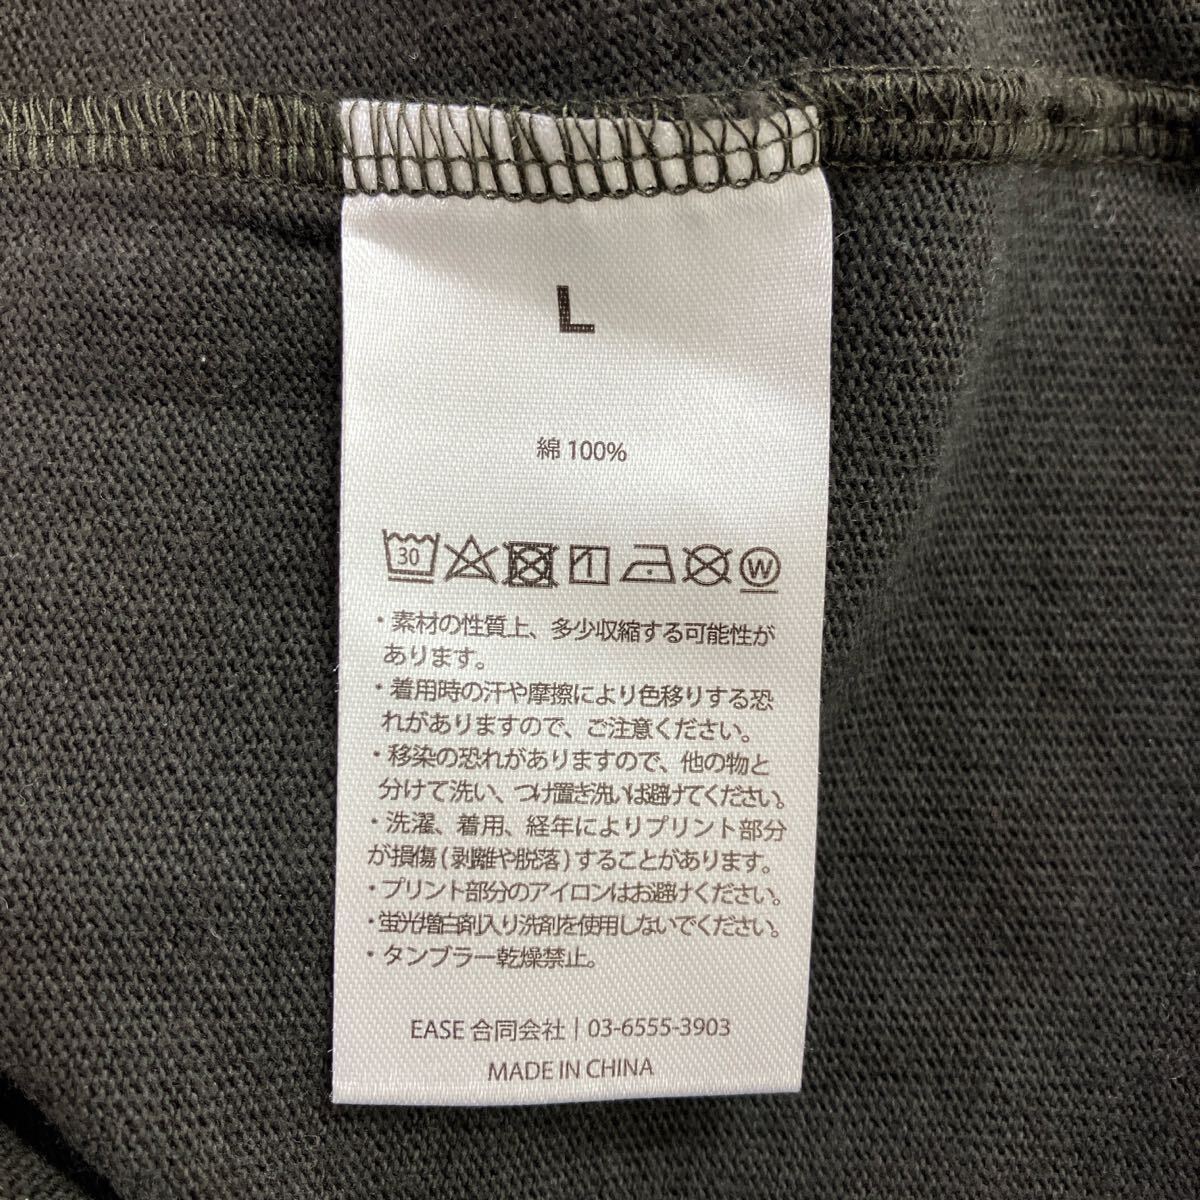 L
綿 100%
30
W
・素材の性質上、多少収縮する可能性が
あります。
・着用時の汗や摩擦により色移りする恐
れがありますので、ご注意ください。
・移染の恐れがありますので、他の物と
分けて洗い、つけ置き洗いは避けてください。
・洗濯、着用、経年によりプリント部分
が損傷(剥離や脱落)することがあります。
・プリント部分のアイロンはお避けください。
・蛍光増白剤入り洗剤を使用しないでください。
・タンブラー乾燥禁止。
EASE 合同会社 | 03-6555-3903
MADE IN CHINA